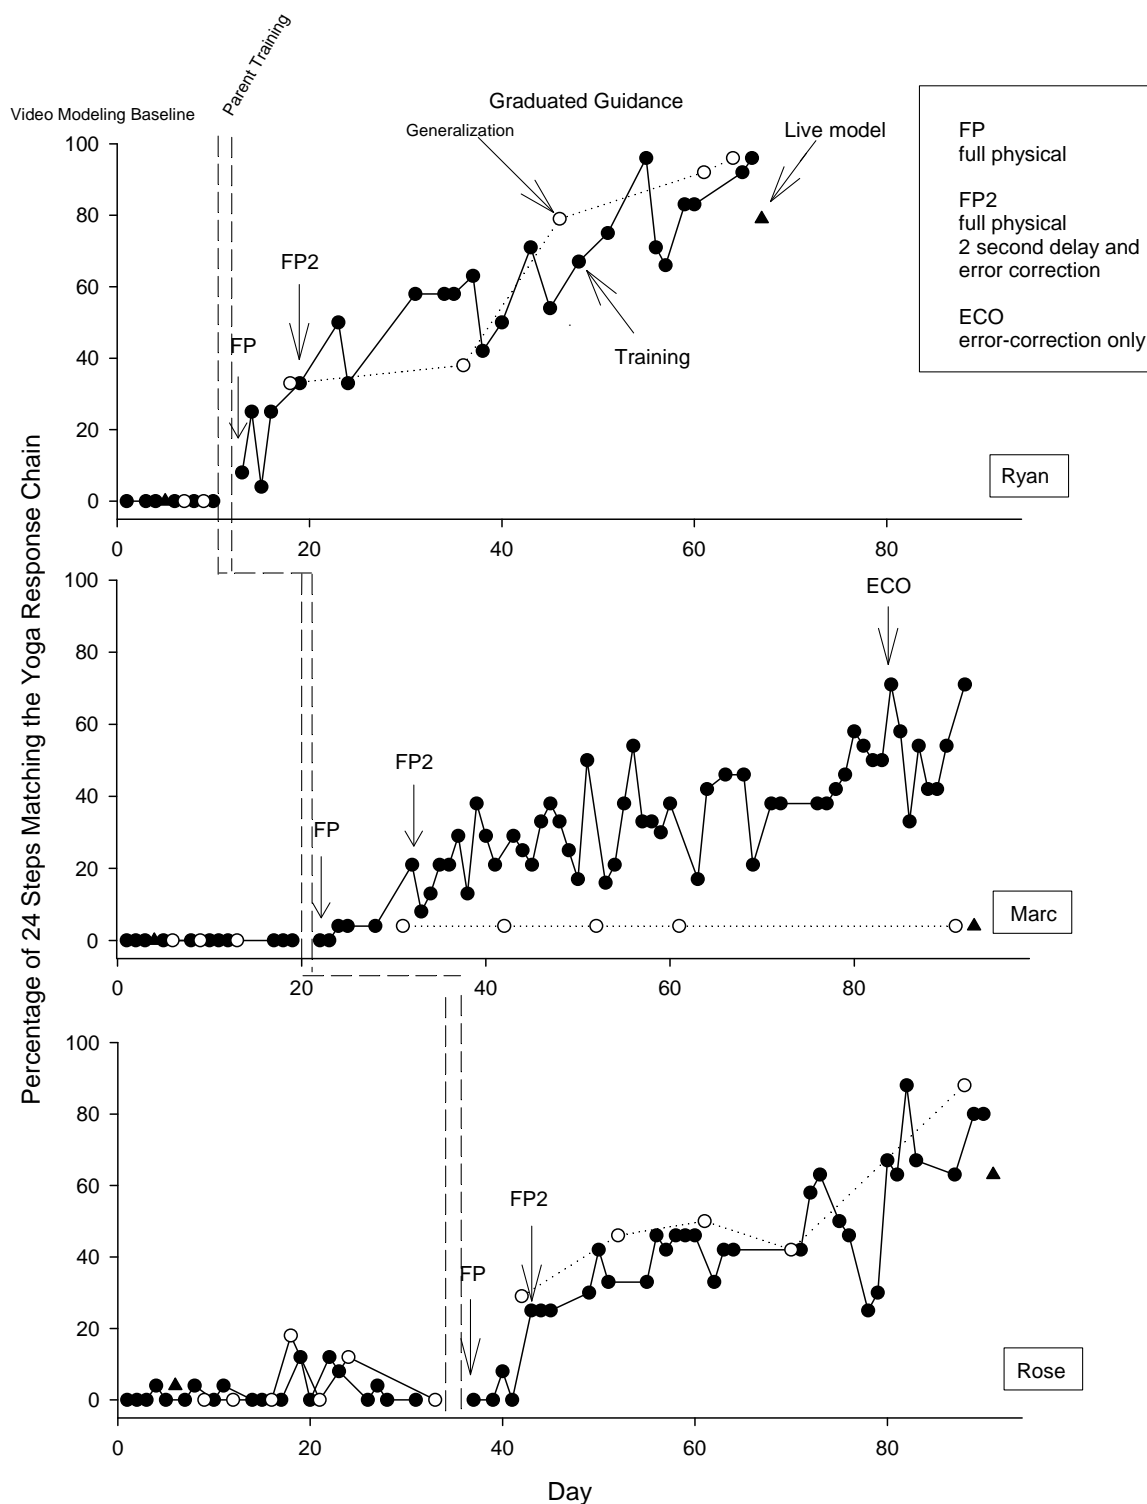 Parent Training
Video Modeling Baseline
Graduated Guidance
Generalization
Live model
FP
full physical
FP2
full physical
2 second delay and
error correction
ECO
error-correction only
100
80
60
40
20
0
FP2
FP
Training
Ryan
0 20 40 60 80
Percentage of 24 Steps Matching the Yoga Response Chain
100
80
60
40
20
0
ECO
FP2
FP
Marc
0 20 40 60 80
100
80
60
40
20
0
FP2
FP
Rose
0 20 40 60 80
Day